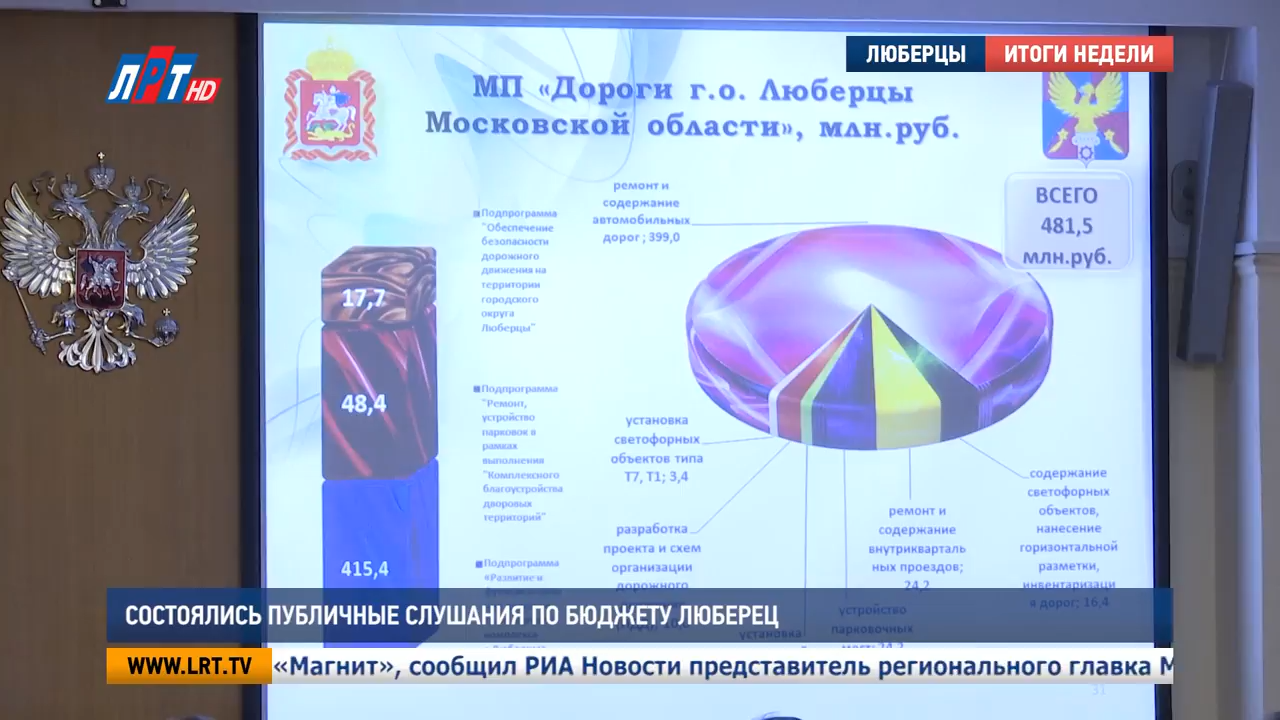 ЛРТ HD
ЛЮБЕРЦЫ
ИТОГИ НЕДЕЛИ
МП «Дороги г.о. Люберцы
Московской области», млн.руб.
ВСЕГО
481,5
млн.руб.
17,7
48,4
415,4
Подпрограмма
"Обеспечение
безопасности
дорожного
движения на
территории
городского
округа
Люберцы"
Подпрограмма
"Ремонт,
устройство
парковок в
рамках
выполнения
"Комплексного
благоустройства
дворовых
территорий"
Подпрограмма
#Развитие и
ремонт и
содержание
автомобильных
дорог ; 399,0
установка
светофорных
объектов типа
Т7, Т1; 3,4
разработка
проекта и схем
организации
дорожного
установка
устройство
парковочных
мест; 24,2
ремонт и
содержание
внутрикварталь
ных проездов;
24,2
содержание
светофорных
объектов,
нанесение
горизонтальной
разметки,
инвентаризаци
я дорог; 16,4
СОСТОЯЛИСЬ ПУБЛИЧНЫЕ СЛУШАНИЯ ПО БЮДЖЕТУ ЛЮБЕРЕЦ
WWW.LRT.TV
«Магнит», сообщил РИА Новости представитель регионального главка М
31